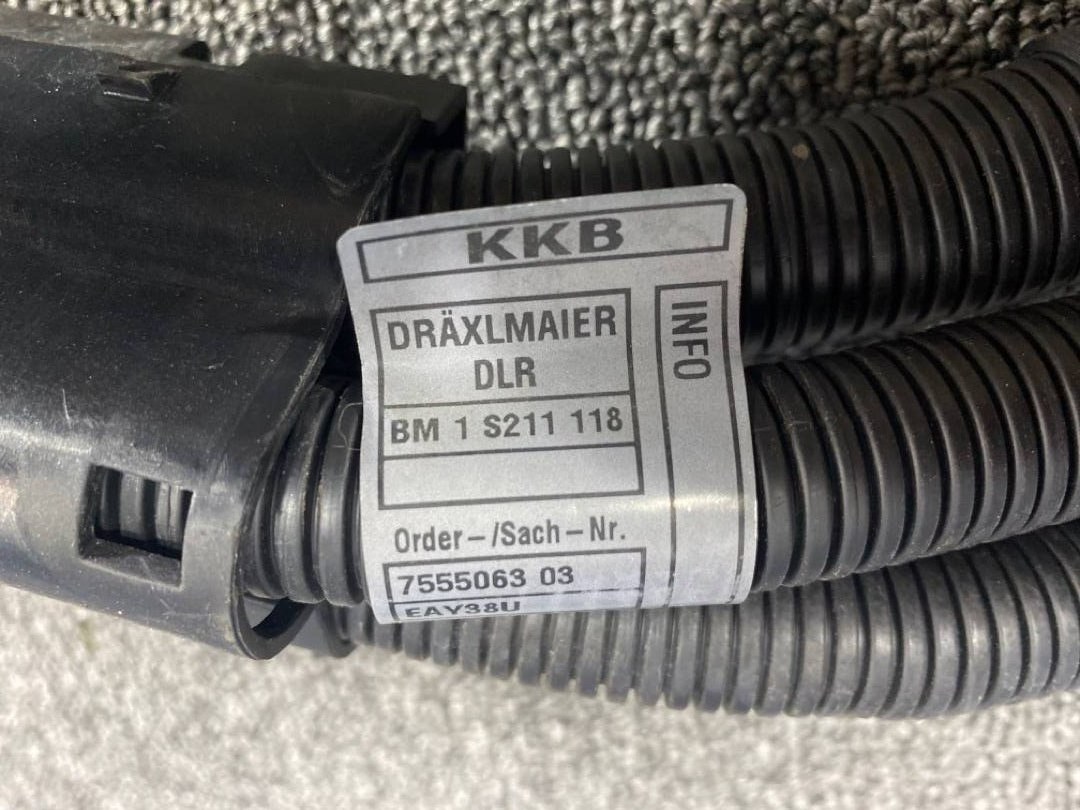 KKB
DRÄXLMAIER
DLR
BM 1 S211 118
INFO
Order-/Sach-Nr.
7555063 03
EAY38U